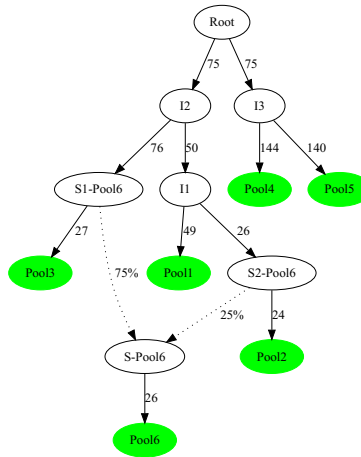 Root
75 75
I2 I3
76 50 144 140
S1-Pool6 I1 Pool4 Pool5
27 49 26
Pool3 75% Pool1 S2-Pool6
25% 24
S-Pool6 Pool2
26
Pool6